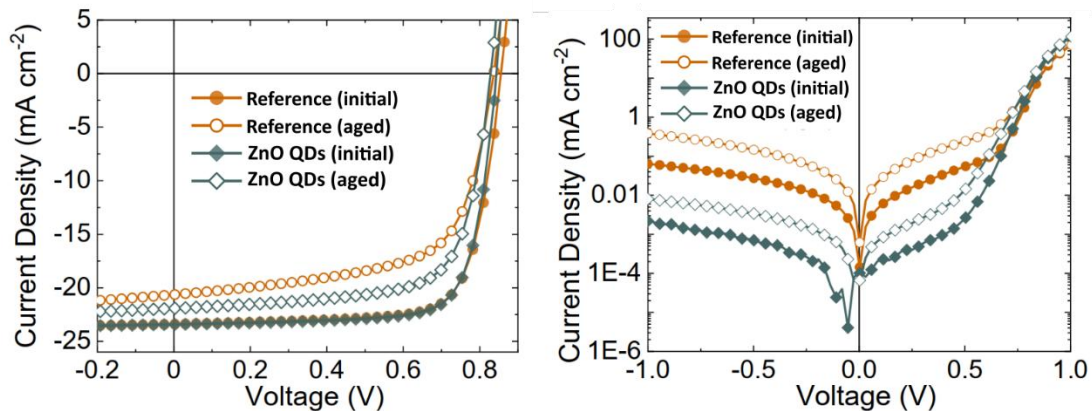 Current Density (mA cm⁻²)
5
0
-5
-10
-15
-20
-25
Reference (initial)
Reference (aged)
ZnO QDs (initial)
ZnO QDs (aged)
-0.2 0 0.2 0.4 0.6 0.8
Voltage (V)
Current Density (mA cm⁻²)
100
1
0.01
1E-4
1E-6
Reference (initial)
Reference (aged)
ZnO QDs (initial)
ZnO QDs (aged)
-1.0 -0.5 0.0 0.5 1.0
Voltage (V)